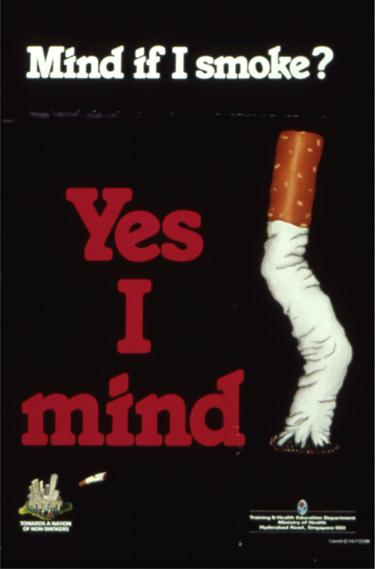 Mind if I smoke?
Yes
I
mind
TOWARDS A NATION
OF NON-SMOKERS
Training & Health Education Department
Ministry of Health
Hyderabad Road, Singapore 0511